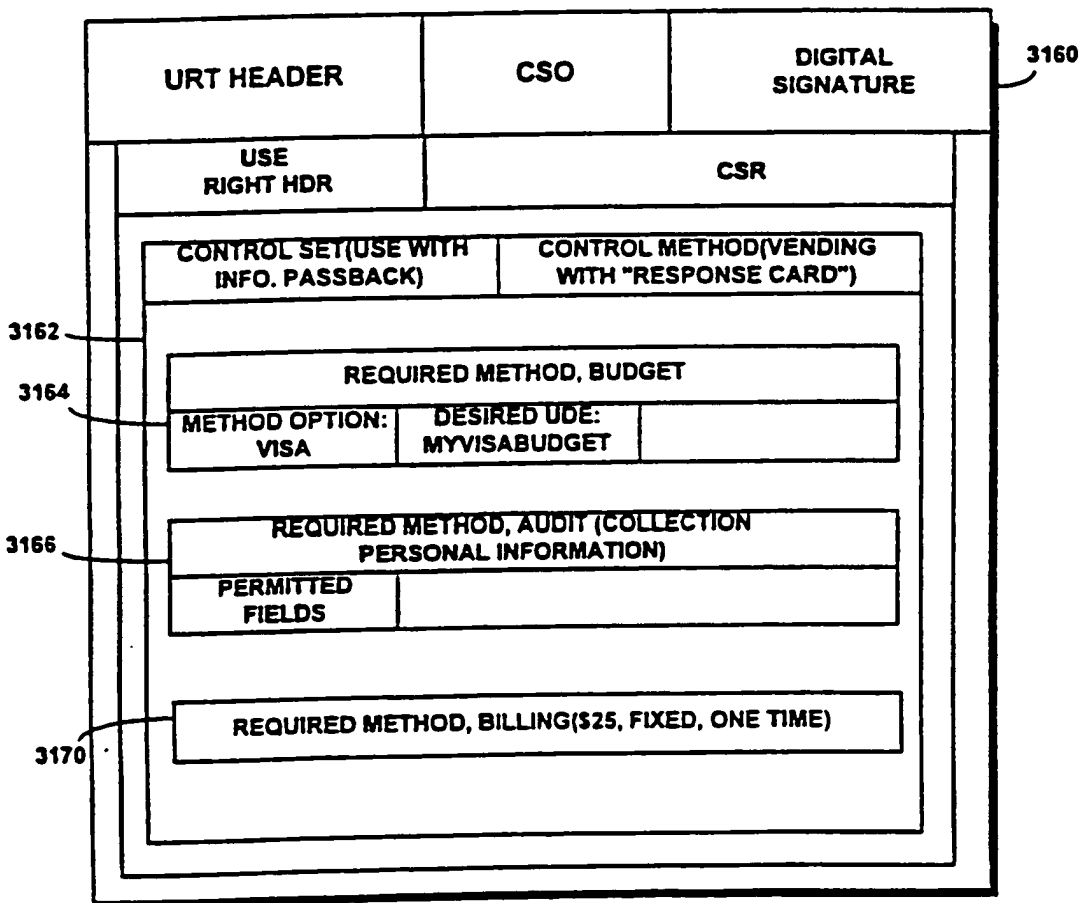 URT HEADER
CSO
DIGITAL
SIGNATURE
3160
USE
RIGHT HDR
CSR
CONTROL SET(USE WITH
INFO. PASSBACK)
CONTROL METHOD(VENDING
WITH "RESPONSE CARD")
3162
REQUIRED METHOD, BUDGET
3164
METHOD OPTION:
VISA
DESIRED UDE:
MYVISABUDGET
REQUIRED METHOD, AUDIT (COLLECTION
PERSONAL INFORMATION)
3166
PERMITTED
FIELDS
REQUIRED METHOD, BILLING($25, FIXED, ONE TIME)
3170